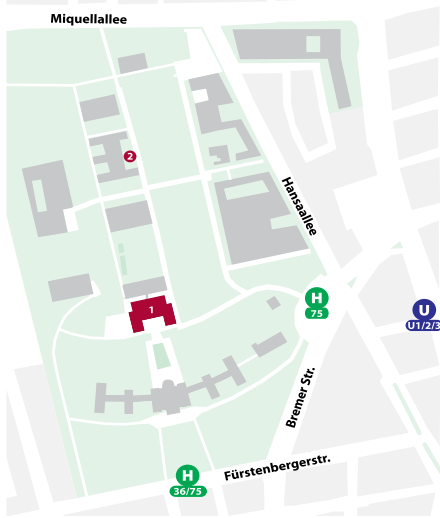 Miquellallee
2
Hansaallee
H
75
1
U
U1/2/3
Bremer Str.
H
36/75
Fürstenbergerstr.